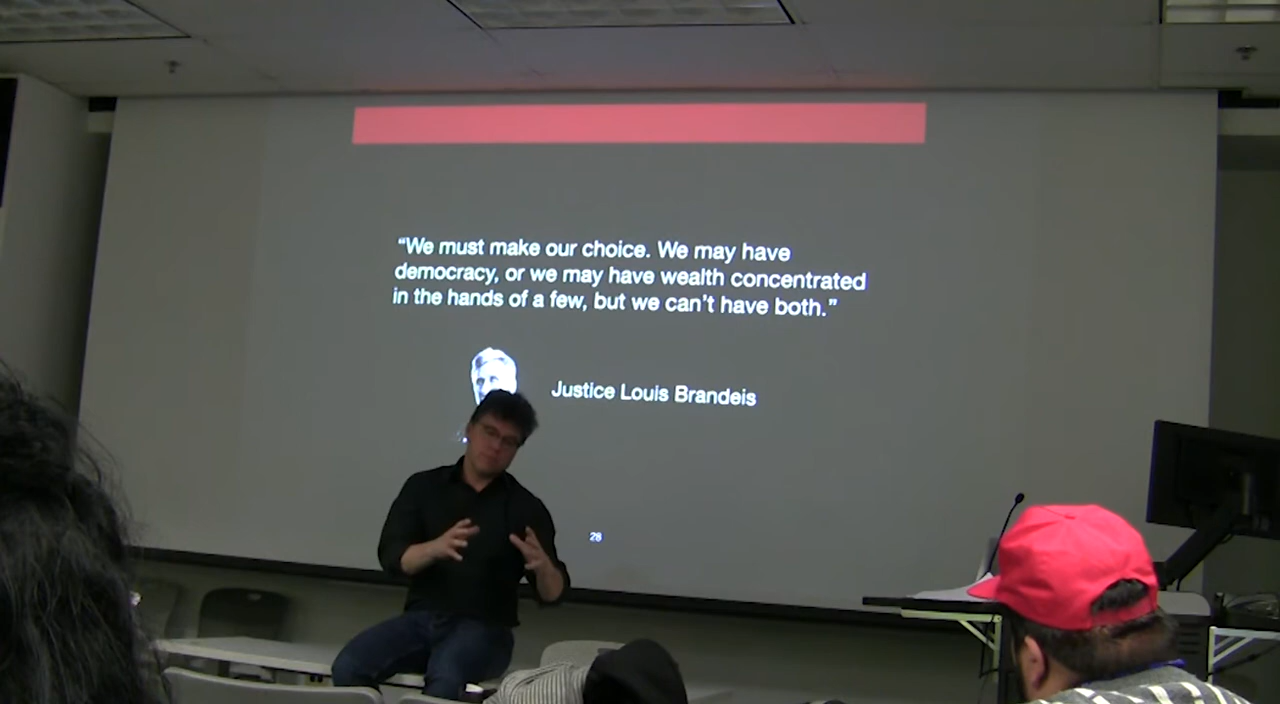 “We must make our choice. We may have
democracy, or we may have wealth concentrated
in the hands of a few, but we can’t have both.”
Justice Louis Brandeis
28